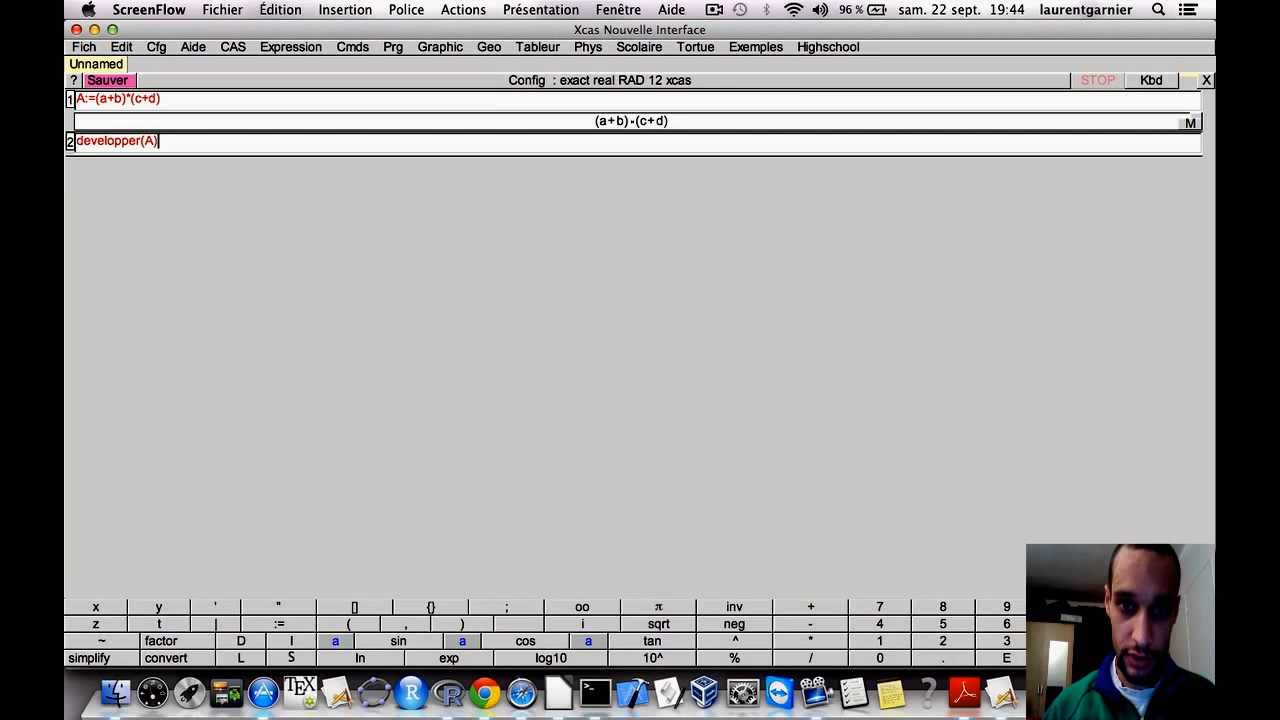 ScreenFlow Fichier Édition Insertion Police Actions Présentation Fenêtre Aide 96 % sam. 22 sept. 19:44 laurentgarnier
Xcas Nouvelle Interface
Fich Edit Cfg Aide CAS Expression Cmds Prg Graphic Geo Tableur Phys Scolaire Tortue Exemples Highschool
Unnamed
? Sauver Config : exact real RAD 12 xcas STOP Kbd X
1 A:=(a+b)*(c+d)
(a+b)·(c+d) M
2 developper(A)
x y ' " [] {} ; oo π inv + 7 8 9
z t | := ( , ) i sqrt neg - 4 5 6
~ factor D I a sin a cos a tan ^ * 1 2 3
simplify convert L S ln exp log10 10^ % / 0 . E
TEX R R >_ ?